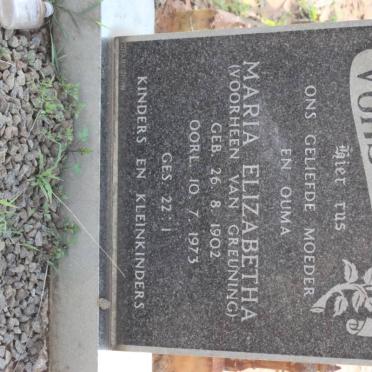 Hier rus
ONS GELIEFDE MOEDER
EN OUMA
MARIA ELIZABETHA
(VOORHEEN VAN GREUNING)
GEB. 26. 8. 1902
OORL. 10. 7. 1973
GES. 22 : 1
KINDERS EN KLEINKINDERS